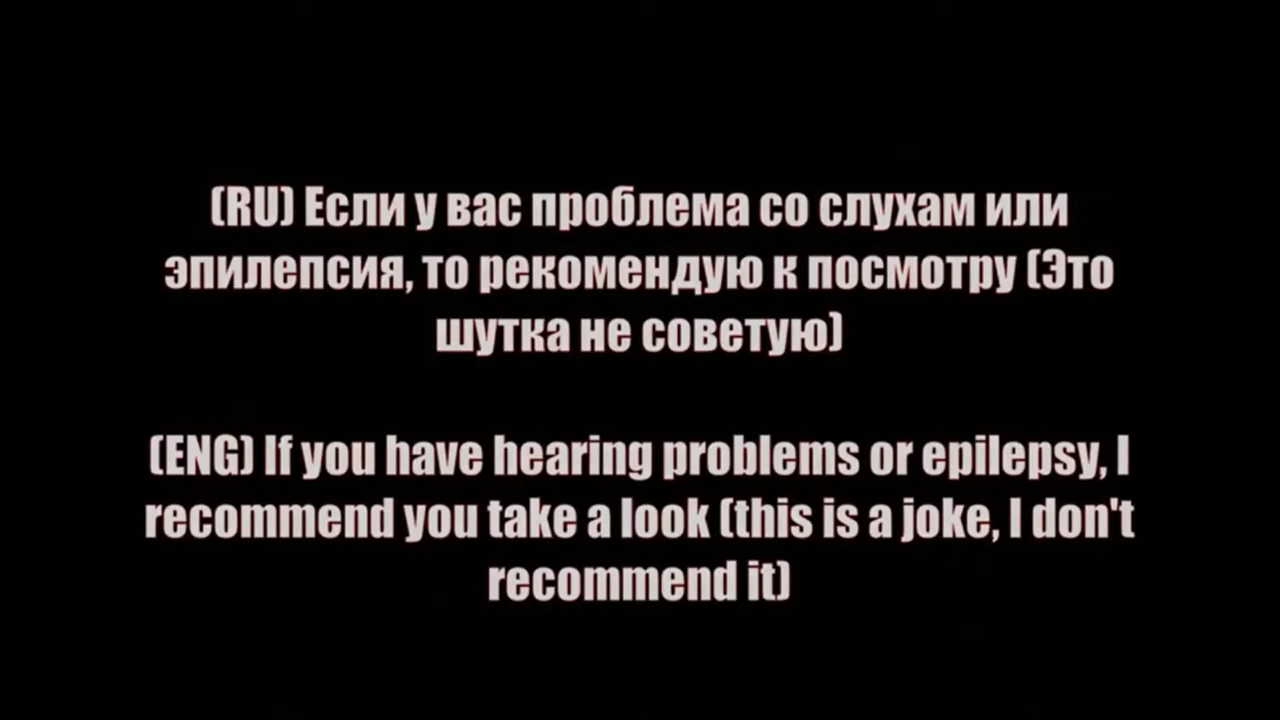 (RU) Если у вас проблема со слухам или
эпилепсия, то рекомендую к посмотру (Это
шутка не советую)
(ENG) If you have hearing problems or epilepsy, I
recommend you take a look (this is a joke, I don't
recommend it)